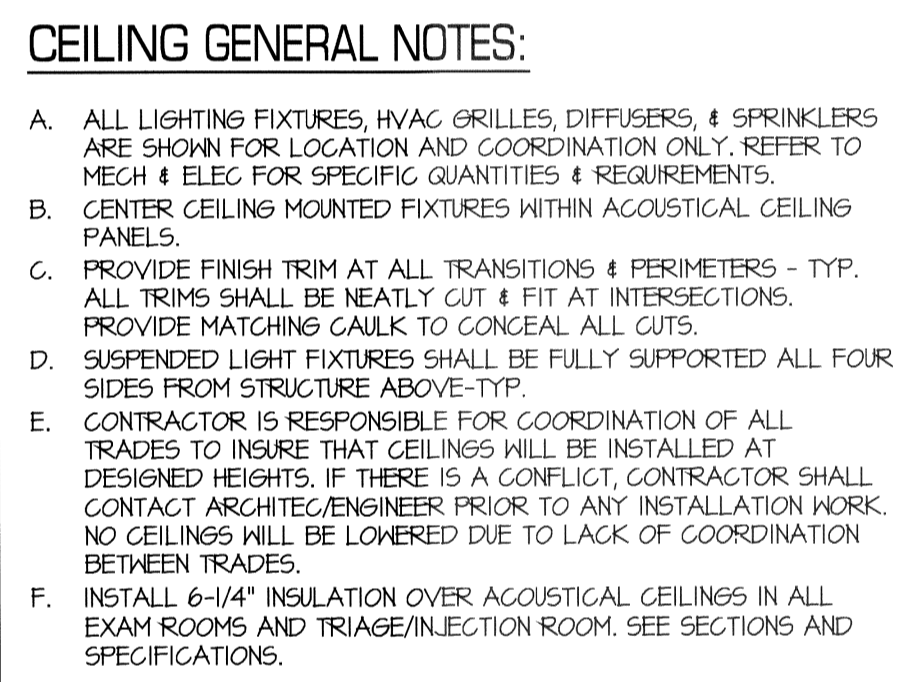 CEILING GENERAL NOTES:
A. ALL LIGHTING FIXTURES, HVAC GRILLES, DIFFUSERS, & SPRINKLERS
ARE SHOWN FOR LOCATION AND COORDINATION ONLY. REFER TO
MECH & ELEC FOR SPECIFIC QUANTITIES & REQUIREMENTS.
B. CENTER CEILING MOUNTED FIXTURES WITHIN ACOUSTICAL CEILING
PANELS.
C. PROVIDE FINISH TRIM AT ALL TRANSITIONS & PERIMETERS - TYP.
ALL TRIMS SHALL BE NEATLY CUT & FIT AT INTERSECTIONS.
PROVIDE MATCHING CAULK TO CONCEAL ALL CUTS.
D. SUSPENDED LIGHT FIXTURES SHALL BE FULLY SUPPORTED ALL FOUR
SIDES FROM STRUCTURE ABOVE-TYP.
E. CONTRACTOR IS RESPONSIBLE FOR COORDINATION OF ALL
TRADES TO INSURE THAT CEILINGS WILL BE INSTALLED AT
DESIGNED HEIGHTS. IF THERE IS A CONFLICT, CONTRACTOR SHALL
CONTACT ARCHITEC/ENGINEER PRIOR TO ANY INSTALLATION WORK.
NO CEILINGS WILL BE LOWERED DUE TO LACK OF COORDINATION
BETWEEN TRADES.
F. INSTALL 6-1/4" INSULATION OVER ACOUSTICAL CEILINGS IN ALL
EXAM ROOMS AND TRIAGE/INJECTION ROOM. SEE SECTIONS AND
SPECIFICATIONS.